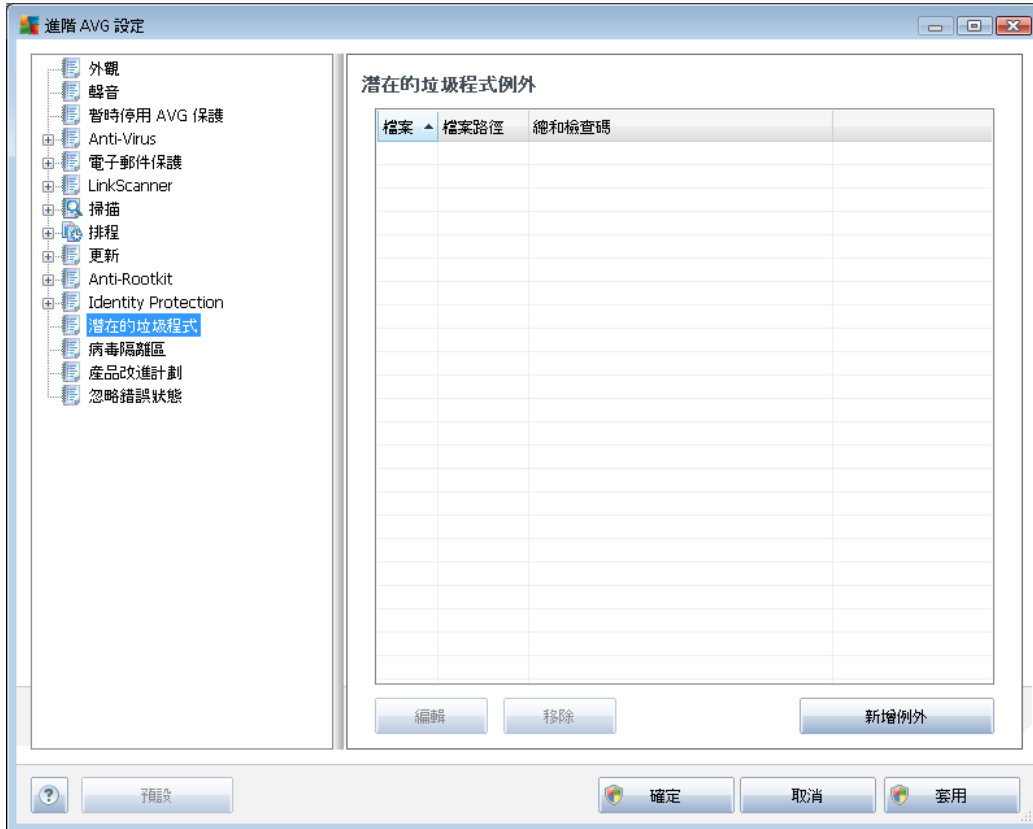 進階 AVG 設定
外觀
聲音
暫時停用 AVG 保護
Anti-Virus
電子郵件保護
LinkScanner
掃描
排程
更新
Anti-Rootkit
Identity Protection
潛在的垃圾程式
病毒隔離區
產品改進計劃
忽略錯誤狀態
潛在的垃圾程式例外
檔案 檔案路徑 總和檢查碼
編輯 移除 新增例外
? 預設 確定 取消 套用